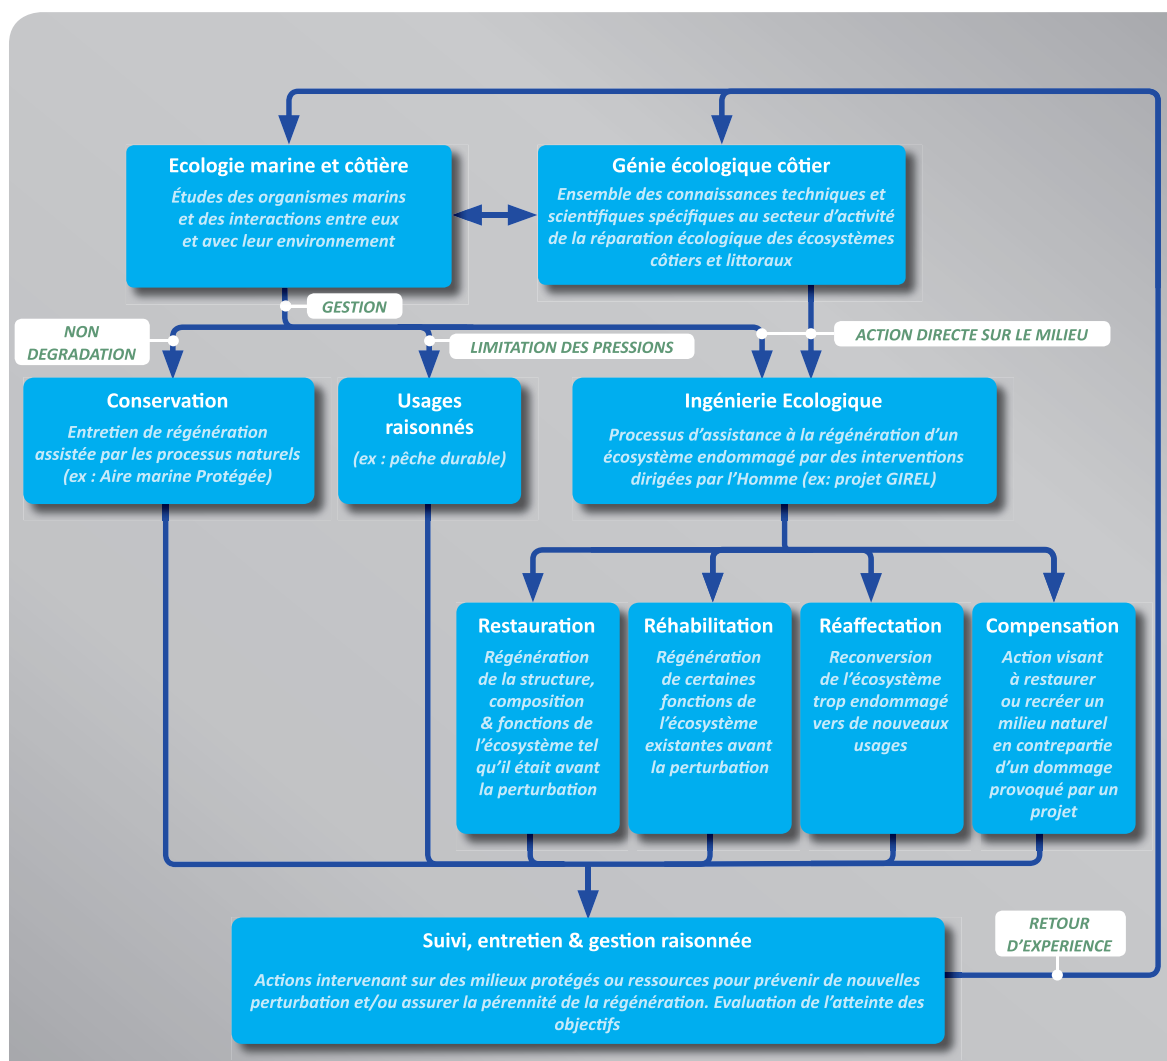 Ecologie marine et côtière
Études des organismes marins
et des interactions entre eux
et avec leur environnement
Génie écologique côtier
Ensemble des connaissances techniques et
scientifiques spécifiques au secteur d’activité
de la réparation écologique des écosystèmes
côtiers et littoraux
GESTION
NON
DEGRADATION
LIMITATION DES PRESSIONS
ACTION DIRECTE SUR LE MILIEU
Conservation
Entretien de régénération
assistée par les processus naturels
(ex : Aire marine Protégée)
Usages
raisonnés
(ex : pêche durable)
Ingénierie Ecologique
Processus d’assistance à la régénération d’un
écosystème endommagé par des interventions
dirigées par l’Homme (ex: projet GIREL)
Restauration
Régénération
de la structure,
composition
& fonctions de
l’écosystème tel
qu’il était avant
la perturbation
Réhabilitation
Régénération
de certaines
fonctions de
l’écosystème
existantes avant
la perturbation
Réaffectation
Reconversion
de l’écosystème
trop endommagé
vers de nouveaux
usages
Compensation
Action visant
à restaurer
ou recréer un
milieu naturel
en contrepartie
d’un dommage
provoqué par un
projet
Suivi, entretien & gestion raisonnée
Actions intervenant sur des milieux protégés ou ressources pour prévenir de nouvelles
perturbation et/ou assurer la pérennité de la régénération. Evaluation de l’atteinte des
objectifs
RETOUR
D’EXPERIENCE